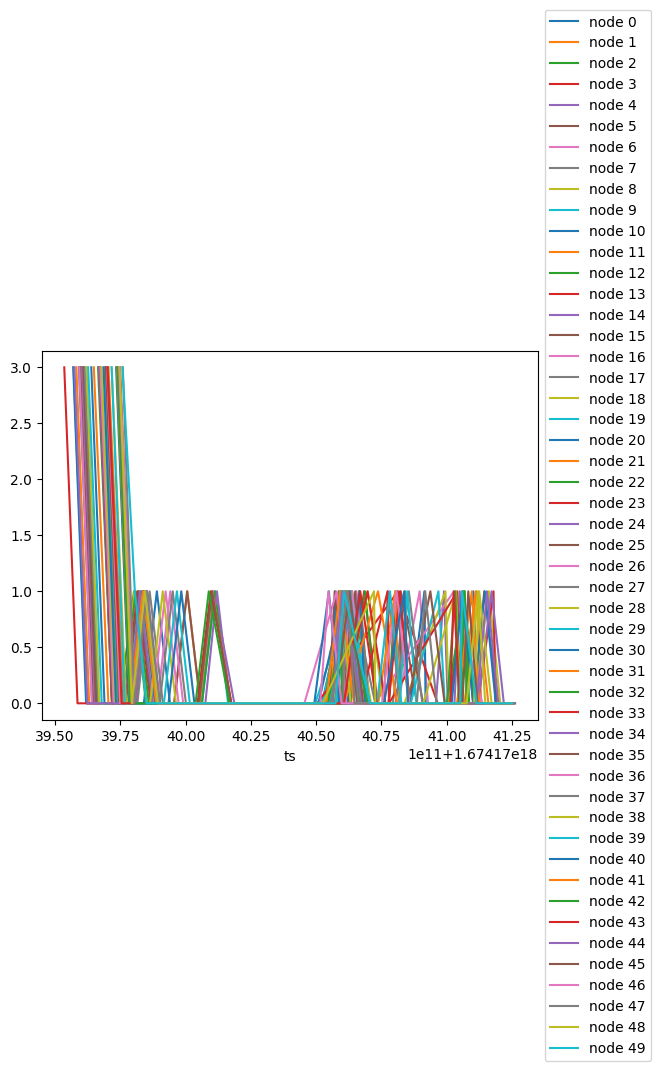 3.0
2.5
2.0
1.5
1.0
0.5
0.0
39.50 39.75 40.00 40.25 40.50 40.75 41.00 41.25
ts
1e11+1.67417e18
node 0
node 1
node 2
node 3
node 4
node 5
node 6
node 7
node 8
node 9
node 10
node 11
node 12
node 13
node 14
node 15
node 16
node 17
node 18
node 19
node 20
node 21
node 22
node 23
node 24
node 25
node 26
node 27
node 28
node 29
node 30
node 31
node 32
node 33
node 34
node 35
node 36
node 37
node 38
node 39
node 40
node 41
node 42
node 43
node 44
node 45
node 46
node 47
node 48
node 49